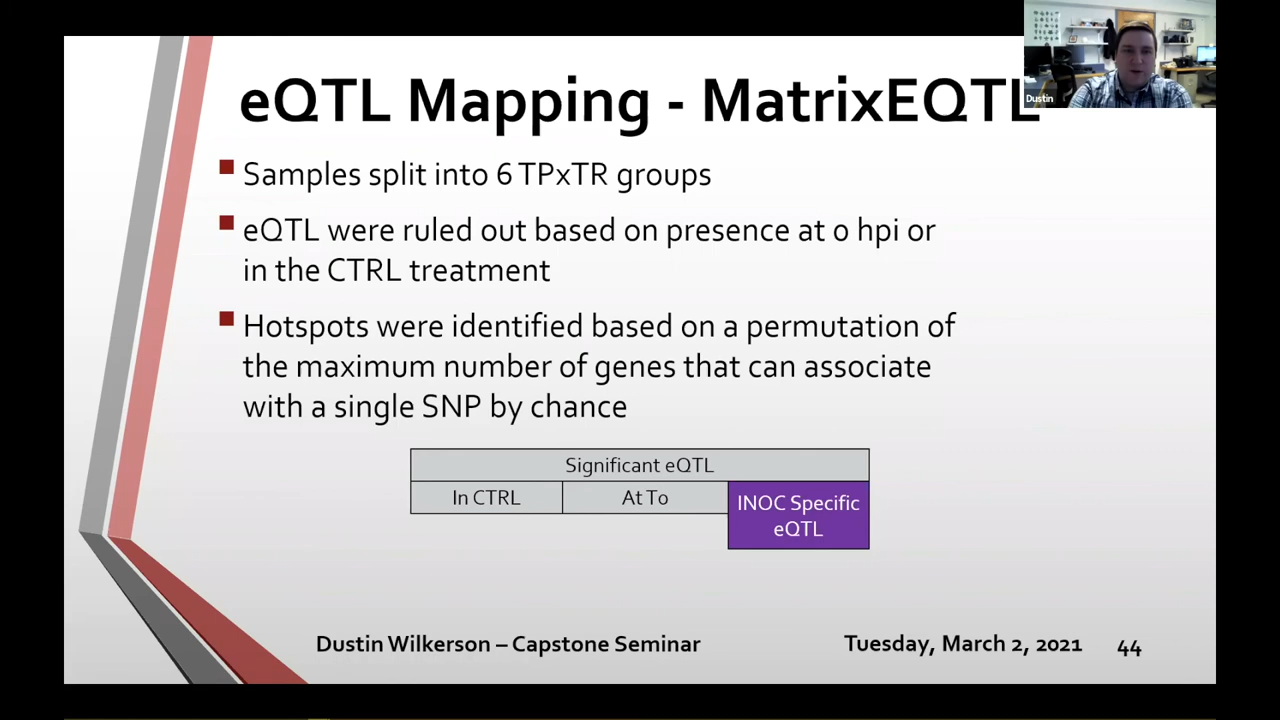 eQTL Mapping - MatrixEQTL
Dustin
Samples split into 6 TPxTR groups
eQTL were ruled out based on presence at 0 hpi or
in the CTRL treatment
Hotspots were identified based on a permutation of
the maximum number of genes that can associate
with a single SNP by chance
Significant eQTL
In CTRL
At T0
INOC Specific
eQTL
Dustin Wilkerson – Capstone Seminar
Tuesday, March 2, 2021
44